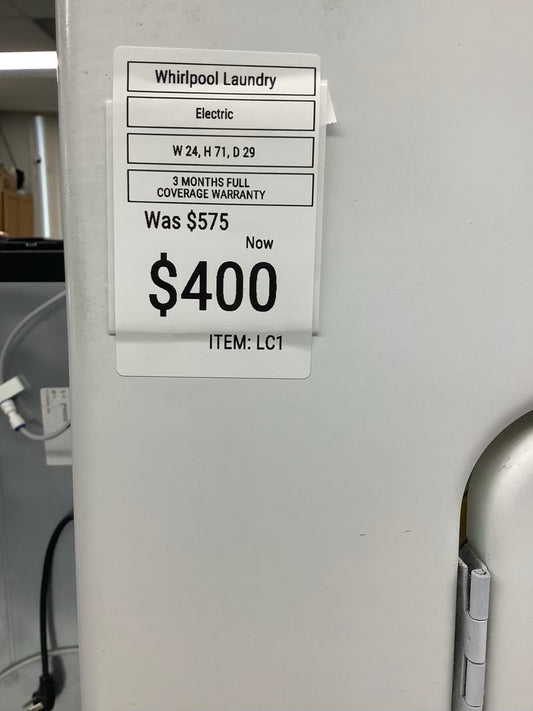 Whirlpool Laundry
Electric
W 24, H 71, D 29
3 MONTHS FULL
COVERAGE WARRANTY
Was $575
Now
$400
ITEM: LC1